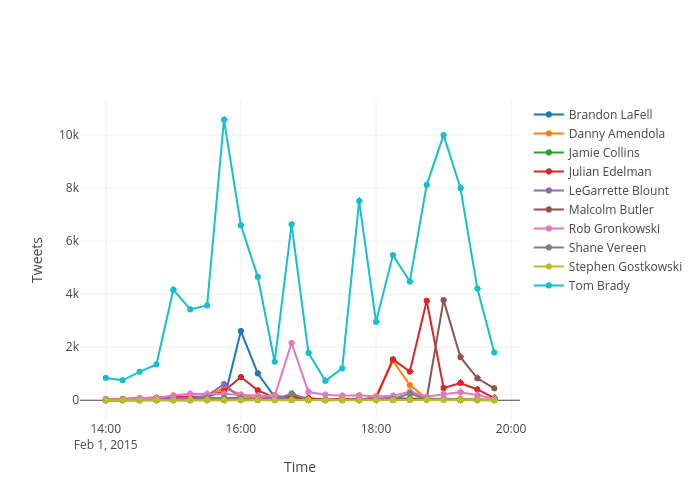 10k
8k
6k
4k
2k
0
Tweets
14:00
16:00
18:00
20:00
Feb 1, 2015
Time
Brandon LaFell
Danny Amendola
Jamie Collins
Julian Edelman
LeGarrette Blount
Malcolm Butler
Rob Gronkowski
Shane Vereen
Stephen Gostkowski
Tom Brady